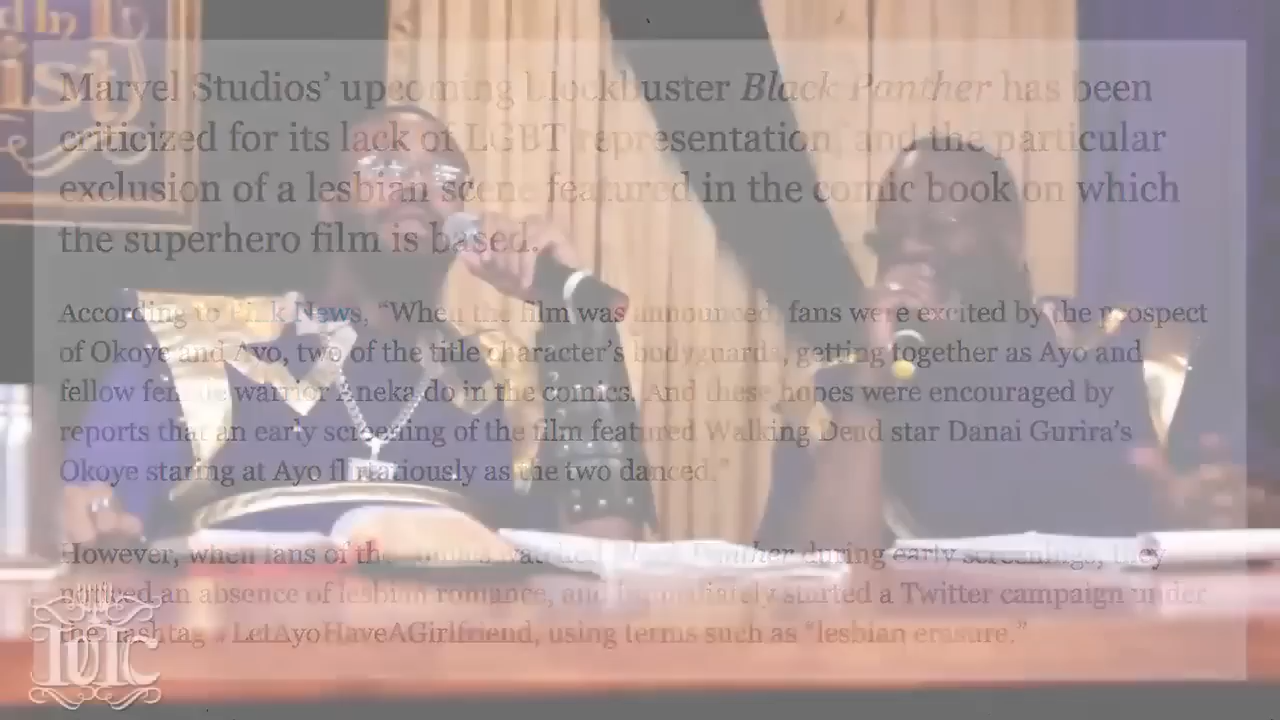 d In
ist
Marvel Studios' upcoming blockbuster Black Panther has been
criticized for its lack of LGBT representation, and the particular
exclusion of a lesbian scene featured in the comic book on which
the superhero film is based.
According to Pink News, "When the film was announced, fans were excited by the prospect
of Okoye and Ayo, two of the title character's bodyguards, getting together as Ayo and
fellow female warrior Aneka do in the comics. And these hopes were encouraged by
reports that an early screening of the film featured Walking Dead star Danai Gurira's
Okoye staring at Ayo flirtatiously as the two danced."
However, when fans of the comics watched Black Panther during early screenings, they
noticed an absence of lesbian romance, and immediately started a Twitter campaign under
the hashtag #LetAyoHaveAGirlfriend, using terms such as "lesbian erasure."
IUIC